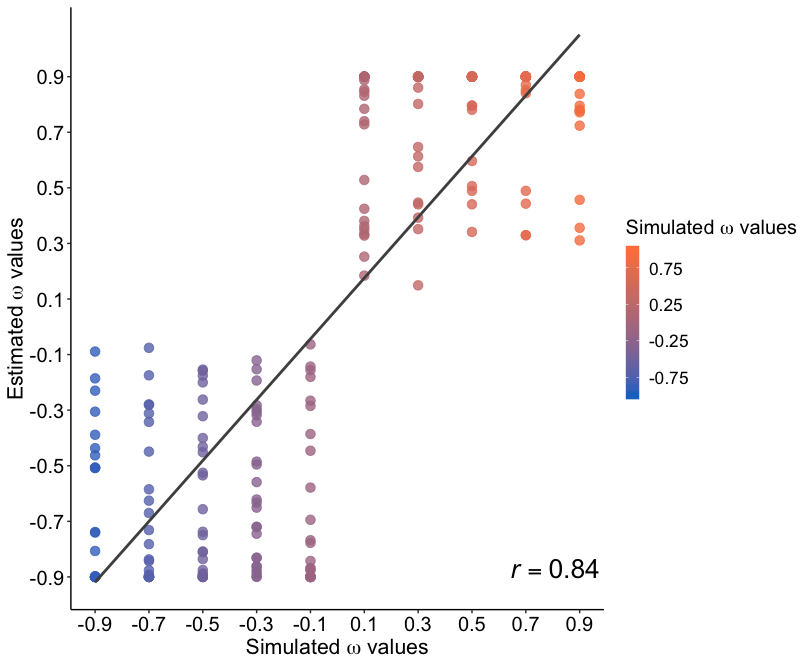 Estimated ω values
0.9
0.7
0.5
0.3
0.1
-0.1
-0.3
-0.5
-0.7
-0.9
r = 0.84
-0.9 -0.7 -0.5 -0.3 -0.1 0.1 0.3 0.5 0.7 0.9
Simulated ω values
Simulated ω values
0.75
0.25
-0.25
-0.75